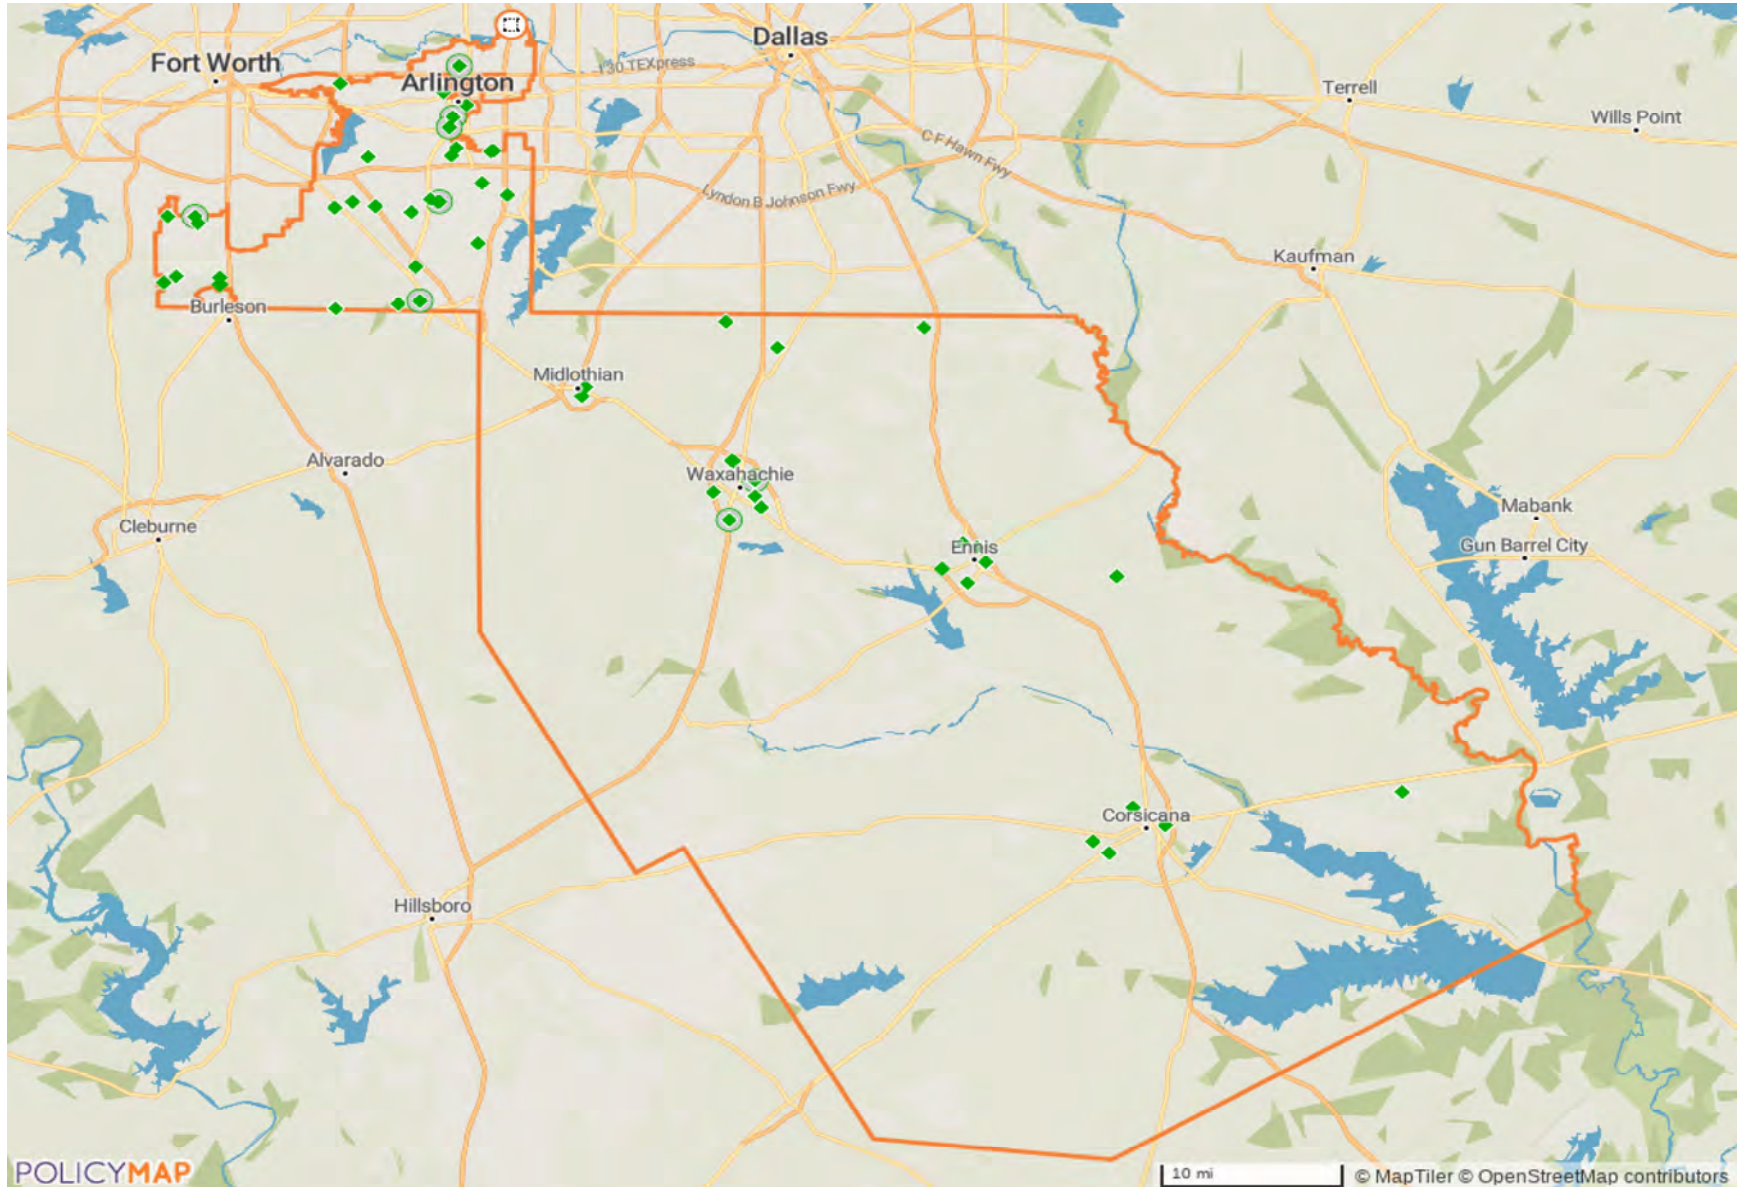 Dallas
Fort Worth
I 30 TEXpress
Arlington
Terrell
Wills Point
C F Hawn Fwy
Lyndon B Johnson Fwy
Kaufman
Burleson
Midlothian
Alvarado
Waxahachie
Mabank
Cleburne
Gun Barrel City
Ennis
Corsicana
Hillsboro
POLICYMAP
10 mi
© MapTiler © OpenStreetMap contributors